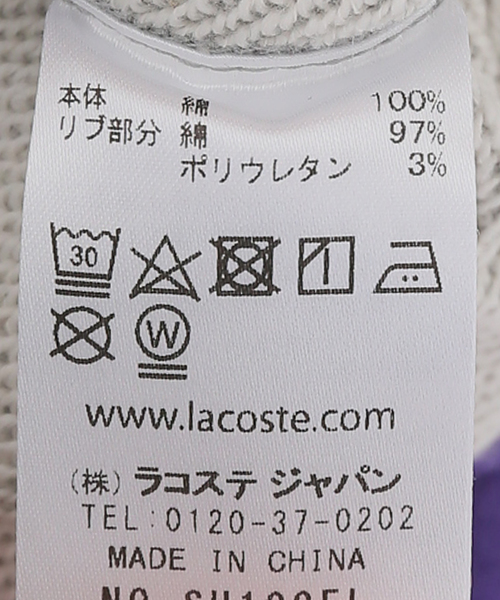 本体 綿 100%
リブ部分 綿 97%
ポリウレタン 3%
30
W
www.lacoste.com
(株) ラコステ ジャパン
TEL:0120-37-0202
MADE IN CHINA